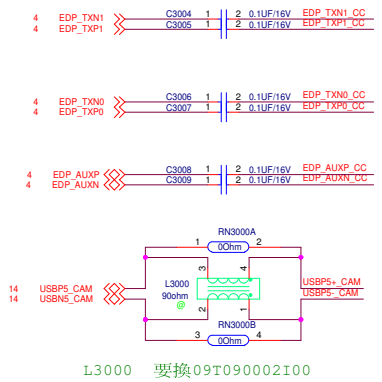 4 EDP_TXN1 C3004 1 2 0.1UF/16V EDP_TXN1_CC
4 EDP_TXP1 C3005 1 2 0.1UF/16V EDP_TXP1_CC
4 EDP_TXN0 C3006 1 2 0.1UF/16V EDP_TXN0_CC
4 EDP_TXP0 C3007 1 2 0.1UF/16V EDP_TXP0_CC
4 EDP_AUXP C3008 1 2 0.1UF/16V EDP_AUXP_CC
4 EDP_AUXN C3009 1 2 0.1UF/16V EDP_AUXN_CC
RN3000A
1 0Ohm 2
3 4
14 USBP5_CAM L3000 USBP5+_CAM
14 USBN5_CAM 90ohm USBP5-_CAM
@
2 1
RN3000B
3 0Ohm 4
L3000 要換09T090002I00